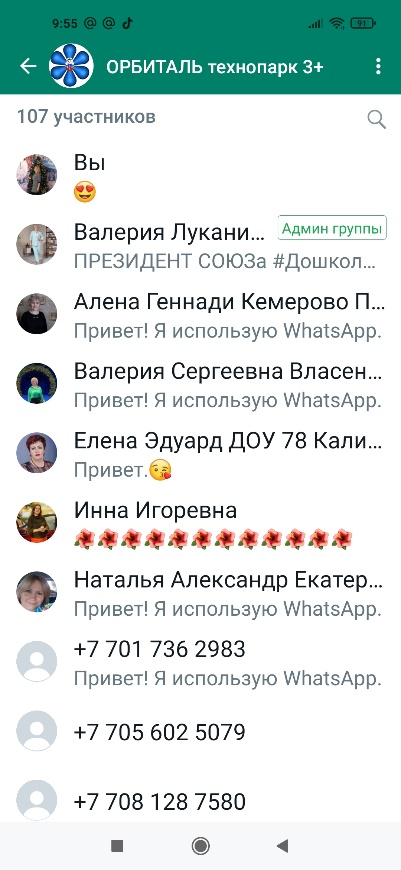 9:55
91
ОРБИТАЛЬ технопарк 3+
107 участников
Вы
😍
Валерия Лукани...
Админ группы
ПРЕЗИДЕНТ СОЮЗа #Дошкол...
Алена Геннади Кемерово П...
Привет! Я использую WhatsApp.
Валерия Сергеевна Власен...
Привет! Я использую WhatsApp.
Елена Эдуард ДОУ 78 Кали...
Привет.😘
Инна Игоревна
🌺🌺🌺🌺🌺🌺🌺🌺🌺🌺🌺🌺
Наталья Александр Екатер...
Привет! Я использую WhatsApp.
+7 701 736 2983
Привет! Я использую WhatsApp.
+7 705 602 5079
+7 708 128 7580